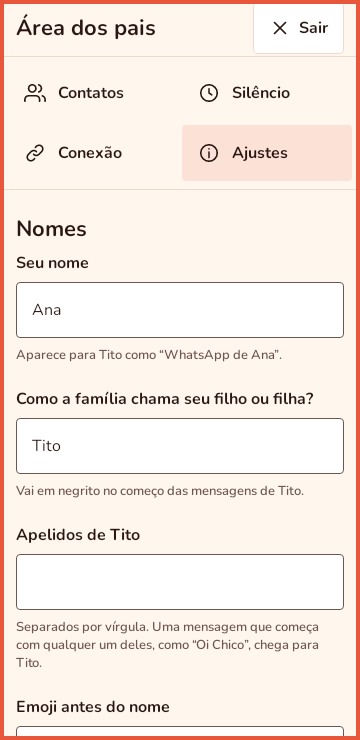 Área dos pais
Sair
Contatos
Silêncio
Conexão
Ajustes
Nomes
Seu nome
Ana
Aparece para Tito como “WhatsApp de Ana”.
Como a família chama seu filho ou filha?
Tito
Vai em negrito no começo das mensagens de Tito.
Apelidos de Tito
Separados por vírgula. Uma mensagem que começa
com qualquer um deles, como “Oi Chico”, chega para
Tito.
Emoji antes do nome